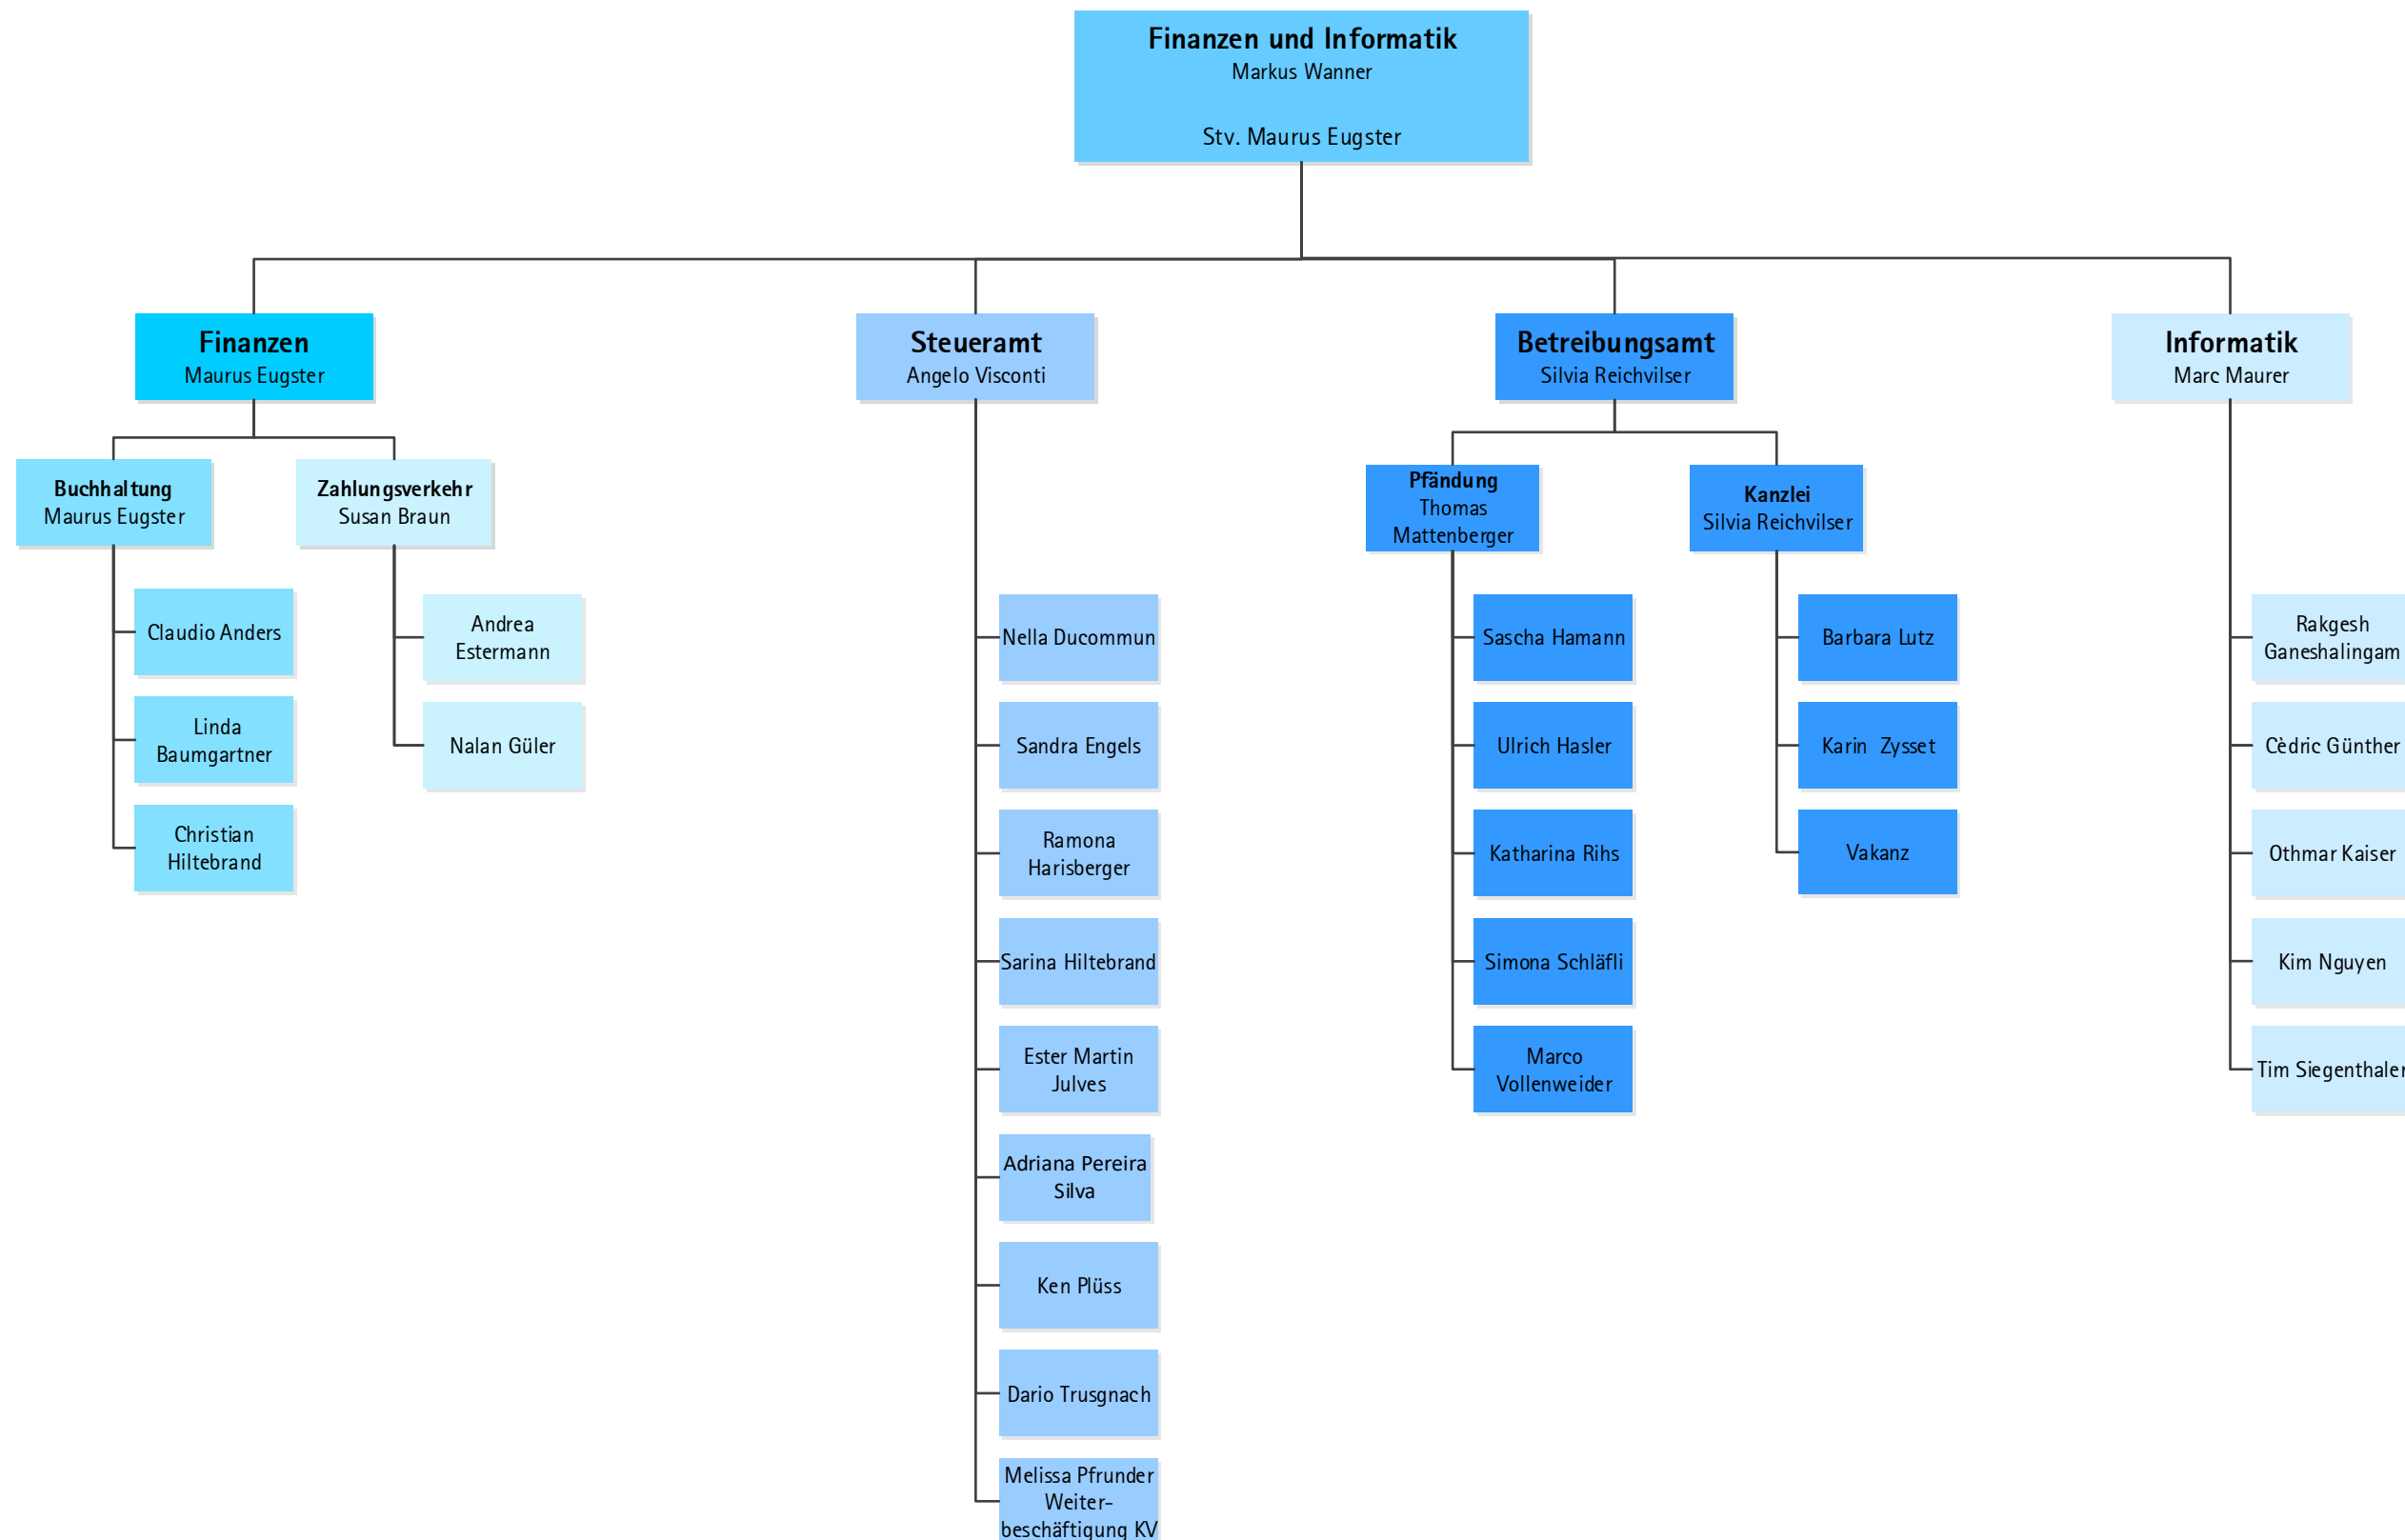 Finanzen und Informatik
Markus Wanner
Stv. Maurus Eugster
Finanzen
Maurus Eugster
Steueramt
Angelo Visconti
Betreibungsamt
Silvia Reichvilser
Informatik
Marc Maurer
Buchhaltung
Maurus Eugster
Zahlungsverkehr
Susan Braun
Pfändung
Thomas
Mattenberger
Kanzlei
Silvia Reichvilser
Claudio Anders
Linda
Baumgartner
Christian
Hiltebrand
Andrea
Estermann
Nalan Güler
Nella Ducommun
Sandra Engels
Ramona
Harisberger
Sarina Hiltebrand
Ester Martin
Julves
Adriana Pereira
Silva
Ken Plüss
Dario Trusgnach
Melissa Pfrunder
Weiter-
beschäftigung KV
Sascha Hamann
Ulrich Hasler
Katharina Rihs
Simona Schläfli
Marco
Vollenweider
Barbara Lutz
Karin  Zysset
Vakanz
Rakgesh
Ganeshalingam
Cèdric Günther
Othmar Kaiser
Kim Nguyen
Tim Siegenthaler